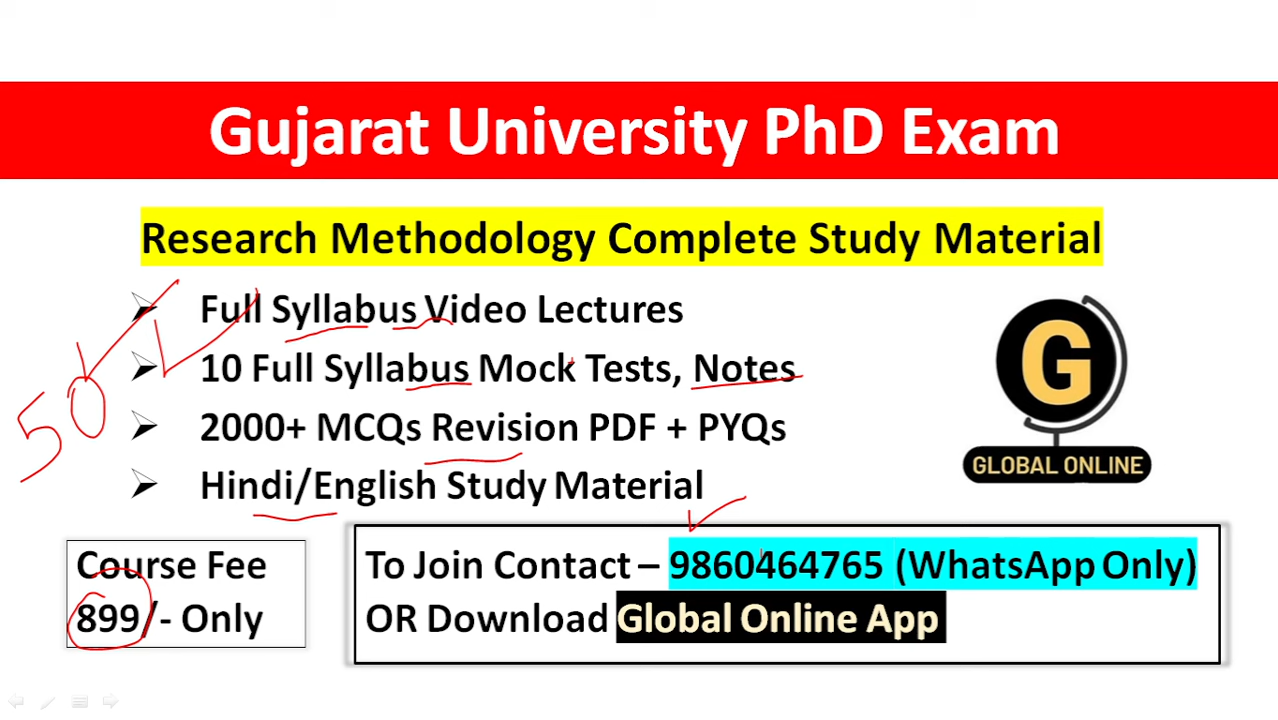 Gujarat University PhD Exam
Research Methodology Complete Study Material
Full Syllabus Video Lectures
10 Full Syllabus Mock Tests, Notes
2000+ MCQs Revision PDF + PYQs
Hindi/English Study Material
50
G
GLOBAL ONLINE
Course Fee
899/- Only
To Join Contact – 9860464765 (WhatsApp Only)
OR Download Global Online App